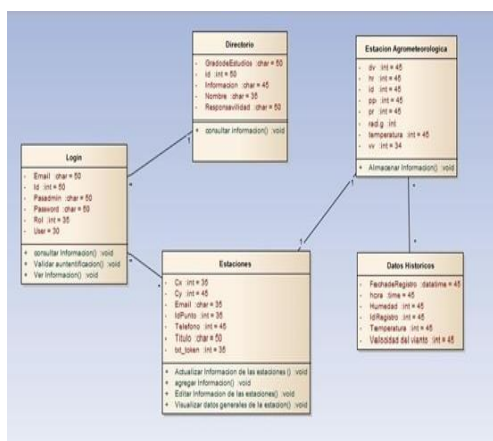 Directorio
- GradodeEstudios :char = 50
- Id :int = 50
- Informacion :char = 45
- Nombre :char = 35
- Responsavilidad :char = 50
+ consultar Informacion() :void
Estacion Agrometeorologica
- dv :int = 45
- hr :int = 45
- id :int = 45
- pp :int = 45
- pr :int = 45
- rad.g :int
- temperatura :int = 45
- vv :int = 34
+ Almacenar Informacion() :void
Login
- Email :char = 50
- Id :int = 50
- Pasadmin :char = 50
- Password :char = 50
- Rol :int = 35
- User = 30
+ consultar Informacion() :void
+ Validar auntentificacion() :void
+ Ver Informacion() :void
1
*
1
*
*
1
*
*
Estaciones
- Cx :int = 35
- Cy :int = 45
- Email :char = 35
- IdPunto :int = 35
- Telefono :int = 45
- Titulo :char = 50
- txt_token :int = 35
+ Actualizar Informacion de las estaciones () :void
+ agregar Informacion() :void
+ Editar Informacion de las estaciones() :void
+ Visualizar datos generales de la estacion() :void
Datos Historicos
- FechadeRegistro :datatime = 45
- hora :time = 45
- Humedad :int = 45
- IdRegistro :int = 45
- Temperatura :int = 45
- Velocidad del viento :int = 45